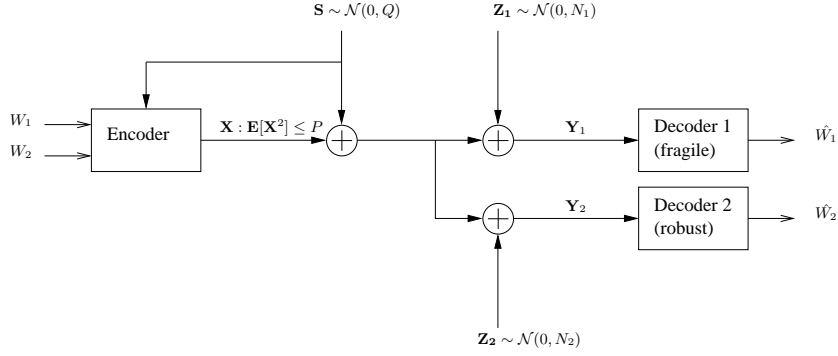 S ∼ 𝒩(0, Q)
Z₁ ∼ 𝒩(0, N₁)
W₁
W₂
Encoder
X : E[X²] ≤ P
Y₁
Decoder 1
(fragile)
Ŵ₁
Y₂
Decoder 2
(robust)
Ŵ₂
Z₂ ∼ 𝒩(0, N₂)